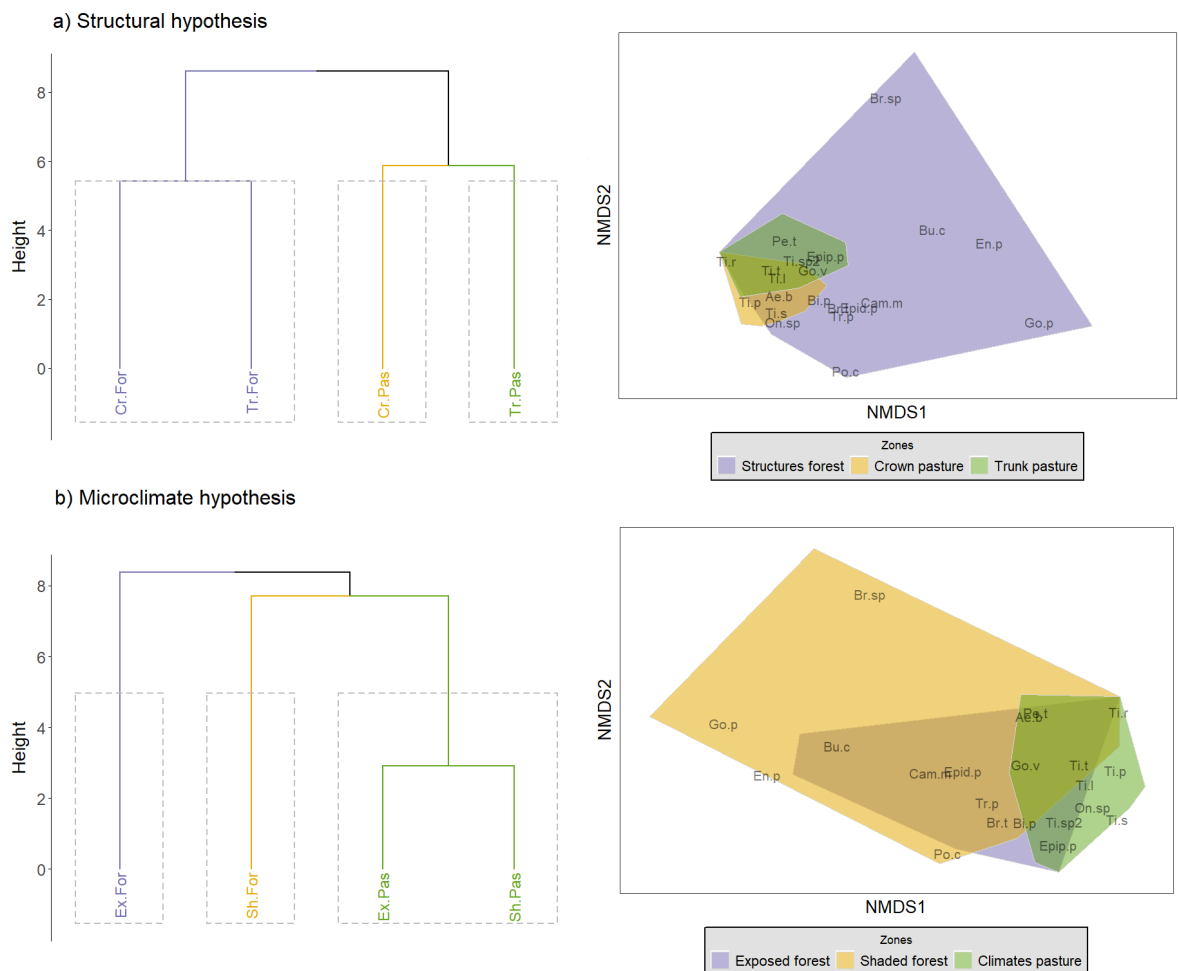 a) Structural hypothesis
Height
8
6
4
2
0
Cr.For
Tr.For
Cr.Pas
Tr.Pas
NMDS2
Br.sp
Bu.c
En.p
Pe.t
Epip.p
Ti.r
Ti.sp2
Ti.t
Go.v
Ti.l
Ae.b
Ti.p
Bi.p
Epid.p
Cam.m
Ti.s
Tr.p
On.sp
Go.p
Po.c
NMDS1
Zones
Structures forest Crown pasture Trunk pasture
b) Microclimate hypothesis
Height
8
6
4
2
0
Ex.For
Sh.For
Ex.Pas
Sh.Pas
NMDS2
Br.sp
Pe.t
Ae.b
Ti.r
Go.p
Bu.c
En.p
Cam.m
Epid.p
Go.v
Ti.t
Ti.p
Ti.l
Tr.p
On.sp
Br.t
Bi.p
Ti.sp2
Ti.s
Epip.p
Po.c
NMDS1
Zones
Exposed forest Shaded forest Climates pasture